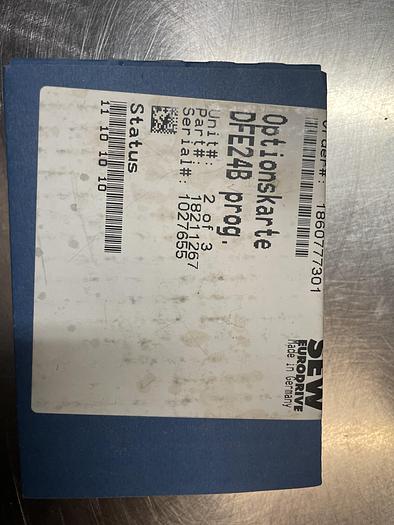 Order#: 1860777301
SEW
EURODRIVE
Made in Germany
Optionskarte
DFE24B prog.
Unit#: 2 of 3
Part#: 18211267
Serial#: 1027655
Status
11 10 10 10